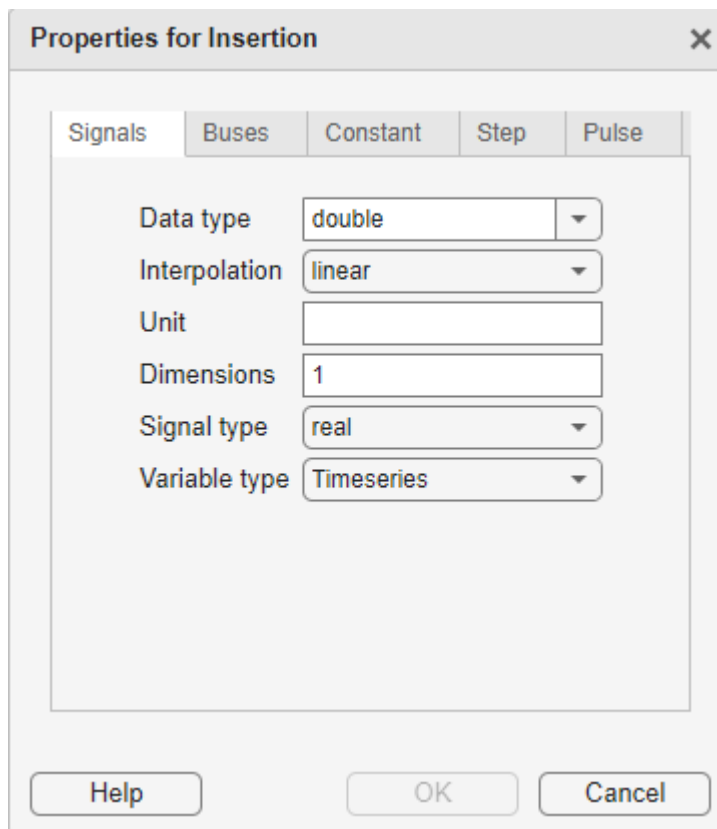 Properties for Insertion
Signals Buses Constant Step Pulse
Data type double
Interpolation linear
Unit
Dimensions 1
Signal type real
Variable type Timeseries
Help OK Cancel